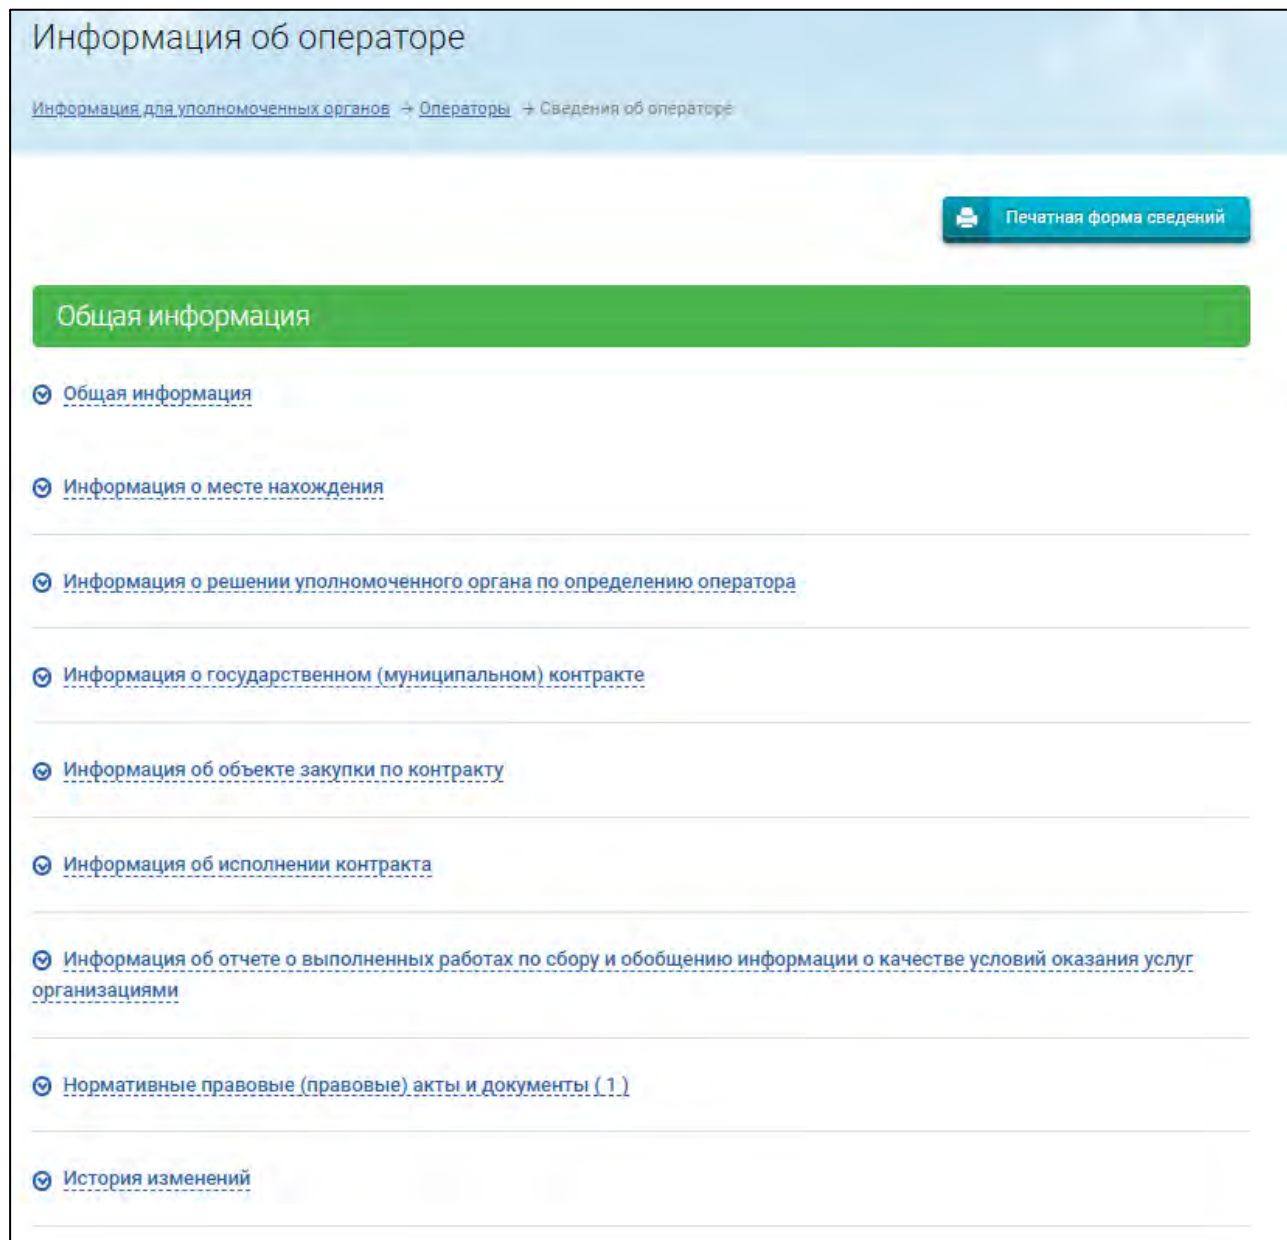 Информация об операторе
Информация для уполномоченных органов → Операторы → Сведения об операторе
Печатная форма сведений
Общая информация
Общая информация
Информация о месте нахождения
Информация о решении уполномоченного органа по определению оператора
Информация о государственном (муниципальном) контракте
Информация об объекте закупки по контракту
Информация об исполнении контракта
Информация об отчете о выполненных работах по сбору и обобщению информации о качестве условий оказания услуг
организациями
Нормативные правовые (правовые) акты и документы ( 1 )
История изменений